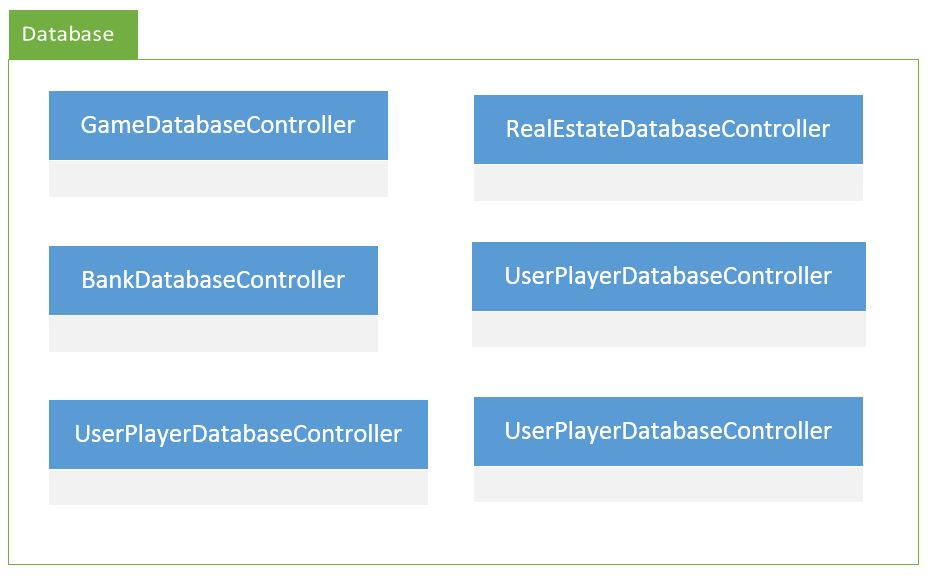 Database
GameDatabaseController
RealEstateDatabaseController
BankDatabaseController
UserPlayerDatabaseController
UserPlayerDatabaseController
UserPlayerDatabaseController